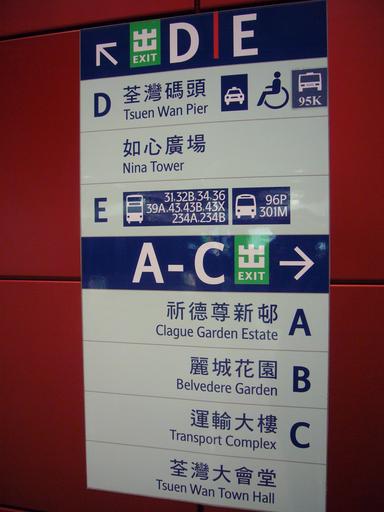 出 EXIT D E
D 荃灣碼頭 95K
Tsuen Wan Pier
如心廣場
Nina Tower
E 31.32B.34.36
39A.43.43B.43X
234A.234B
96P
301M
A-C 出 EXIT
祈德尊新邨 A
Clague Garden Estate
麗城花園 B
Belvedere Garden
運輸大樓 C
Transport Complex
荃灣大會堂
Tsuen Wan Town Hall